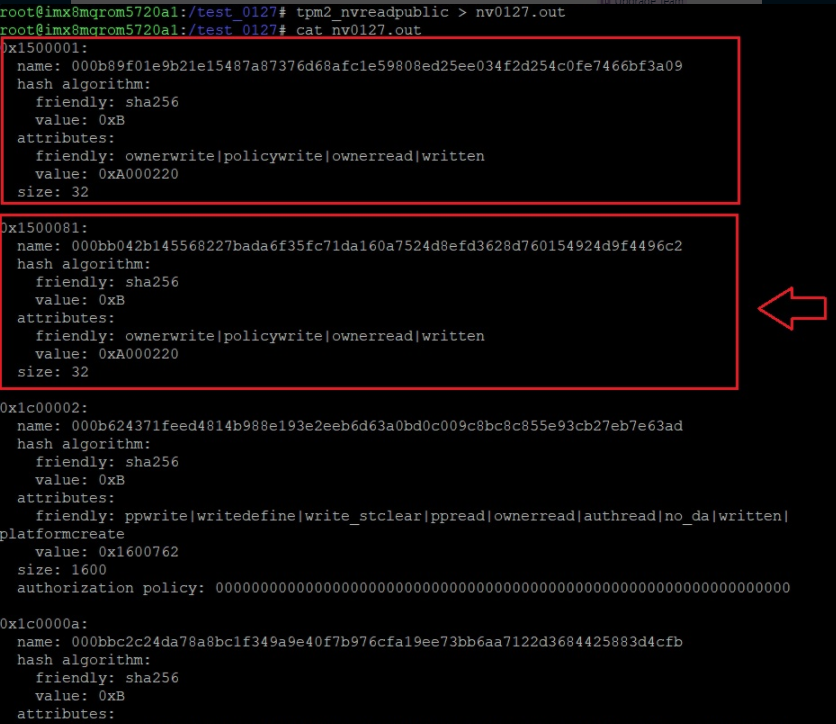 root@imx8mqrom5720a1:/test_0127# tpm2_nvreadpublic > nv0127.out
root@imx8mqrom5720a1:/test_0127# cat nv0127.out
0x1500001:
name: 000b89f01e9b21e15487a87376d68afc1e59808ed25ee034f2d254c0fe7466bf3a09
hash algorithm:
friendly: sha256
value: 0xB
attributes:
friendly: ownerwrite|policywrite|ownerread|written
value: 0xA000220
size: 32
0x1500081:
name: 000bb042b145568227bada6f35fc71da160a7524d8efd3628d760154924d9f4496c2
hash algorithm:
friendly: sha256
value: 0xB
attributes:
friendly: ownerwrite|policywrite|ownerread|written
value: 0xA000220
size: 32
0x1c00002:
name: 000b624371feed4814b988e193e2eeb6d63a0bd0c009c8bc8c855e93cb27eb7e63ad
hash algorithm:
friendly: sha256
value: 0xB
attributes:
friendly: ppwrite|writedefine|write_stclear|ppread|ownerread|authread|no_da|written|
platformcreate
value: 0x1600762
size: 1600
authorization policy: 0000000000000000000000000000000000000000000000000000000000000000
0x1c0000a:
name: 000bbc2c24da78a8bc1f349a9e40f7b976cfa19ee73bb6aa7122d3684425883d4cfb
hash algorithm:
friendly: sha256
value: 0xB
attributes: